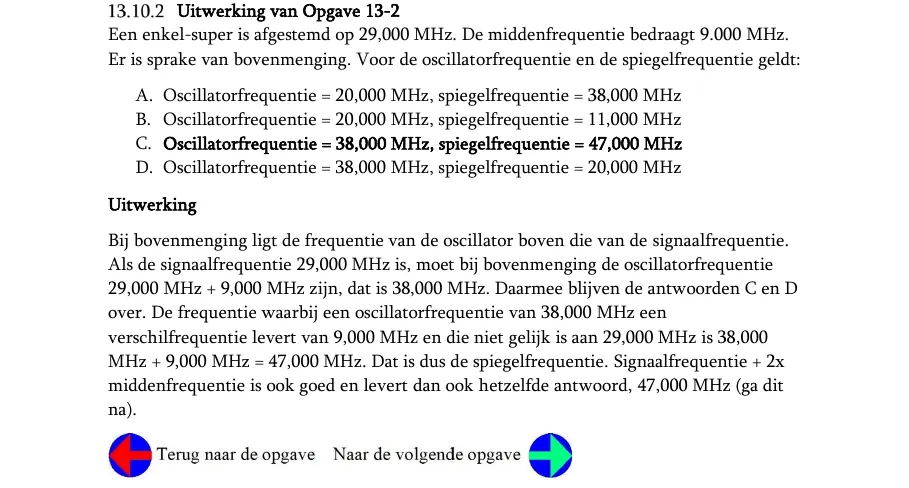 13.10.2 Uitwerking van Opgave 13-2
Een enkel-super is afgestemd op 29,000 MHz. De middenfrequentie bedraagt 9.000 MHz.
Er is sprake van bovenmenging. Voor de oscillatorfrequentie en de spiegelfrequentie geldt:
A. Oscillatorfrequentie = 20,000 MHz, spiegelfrequentie = 38,000 MHz
B. Oscillatorfrequentie = 20,000 MHz, spiegelfrequentie = 11,000 MHz
C. Oscillatorfrequentie = 38,000 MHz, spiegelfrequentie = 47,000 MHz
D. Oscillatorfrequentie = 38,000 MHz, spiegelfrequentie = 20,000 MHz
Uitwerking
Bij bovenmenging ligt de frequentie van de oscillator boven die van de signaalfrequentie.
Als de signaalfrequentie 29,000 MHz is, moet bij bovenmenging de oscillatorfrequentie
29,000 MHz + 9,000 MHz zijn, dat is 38,000 MHz. Daarmee blijven de antwoorden C en D
over. De frequentie waarbij een oscillatorfrequentie van 38,000 MHz een
verschilfrequentie levert van 9,000 MHz en die niet gelijk is aan 29,000 MHz is 38,000
MHz + 9,000 MHz = 47,000 MHz. Dat is dus de spiegelfrequentie. Signaalfrequentie + 2x
middenfrequentie is ook goed en levert dan ook hetzelfde antwoord, 47,000 MHz (ga dit
na).
Terug naar de opgave Naar de volgende opgave